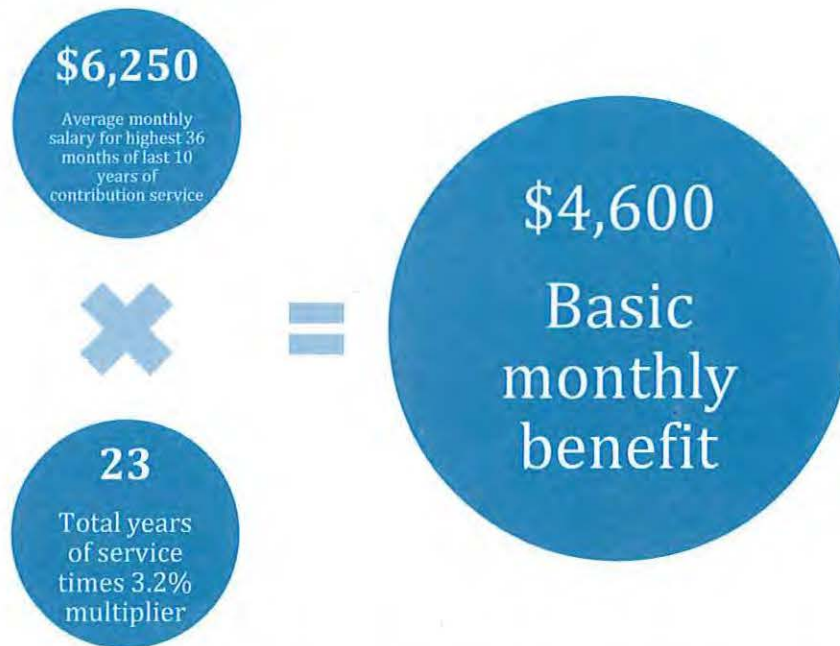 $6,250
Average monthly
salary for highest 36
months of last 10
years of
contribution service
23
Total years
of service
times 3.2%
multiplier
=
$4,600
Basic
monthly
benefit